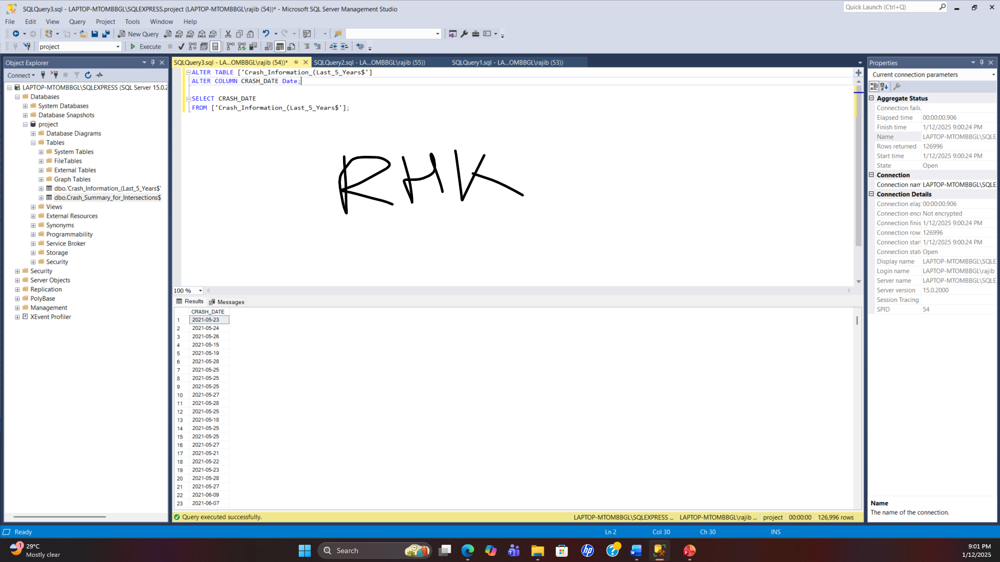 SQLQuery3.sql - LAPTOP-MTOMBBGL\SQLEXPRESS.project (LAPTOP-MTOMBBGL\rajib (54))* - Microsoft SQL Server Management Studio
Quick Launch (Ctrl+Q)
File Edit View Query Project Tools Window Help
New Query
MDX DMX XMLA DAX
project Execute
Object Explorer
Connect
LAPTOP-MTOMBBGL\SQLEXPRESS (SQL Server 15.0.2
Databases
System Databases
Database Snapshots
project
Database Diagrams
Tables
System Tables
FileTables
External Tables
Graph Tables
dbo.'Crash_Information_(Last_5_Years$'
dbo.Crash_Summary_for_Intersections$
Views
External Resources
Synonyms
Programmability
Service Broker
Storage
Security
Security
Server Objects
Replication
PolyBase
Management
XEvent Profiler
SQLQuery3.sql - LA...OMBBGL\rajib (54))* SQLQuery2.sql - LA...OMBBGL\rajib (55)) SQLQuery1.sql - LA...OMBBGL\rajib (53))
ALTER TABLE ['Crash_Information_(Last_5_Years$']
ALTER COLUMN CRASH_DATE Date;
SELECT CRASH_DATE
FROM ['Crash_Information_(Last_5_Years$'];
RHK
100 %
Results Messages
CRASH_DATE
1 2021-05-23
2 2021-05-24
3 2021-05-26
4 2021-05-15
5 2021-05-19
6 2021-05-28
7 2021-05-25
8 2021-05-25
9 2021-05-25
10 2021-05-27
11 2021-05-28
12 2021-05-25
13 2021-05-18
14 2021-05-25
15 2021-05-25
16 2021-05-27
17 2021-05-21
18 2021-05-22
19 2021-05-23
20 2021-05-28
21 2021-05-27
22 2021-06-09
23 2021-06-07
Query executed successfully. LAPTOP-MTOMBBGL\SQLEXPRESS ... LAPTOP-MTOMBBGL\rajib ... project 00:00:00 126,996 rows
Properties
Current connection parameters
Aggregate Status
Connection failu
Elapsed time 00:00:00.906
Finish time 1/12/2025 9:00:24 PM
Name LAPTOP-MTOMBBGL\SQLE
Rows returned 126996
Start time 1/12/2025 9:00:24 PM
State Open
Connection
Connection nam LAPTOP-MTOMBBGL\SQLE
Connection Details
Connection elap 00:00:00.906
Connection encr Not encrypted
Connection finis 1/12/2025 9:00:24 PM
Connection row 126996
Connection star 1/12/2025 9:00:24 PM
Connection stat Open
Display name LAPTOP-MTOMBBGL\SQLE
Login name LAPTOP-MTOMBBGL\rajib
Server name LAPTOP-MTOMBBGL\SQLE
Server version 15.0.2000
Session Tracing
SPID 54
Name
The name of the connection.
Ready Ln 2 Col 30 Ch 30 INS
1
29°C
Mostly clear
Search
hp
9:01 PM
1/12/2025